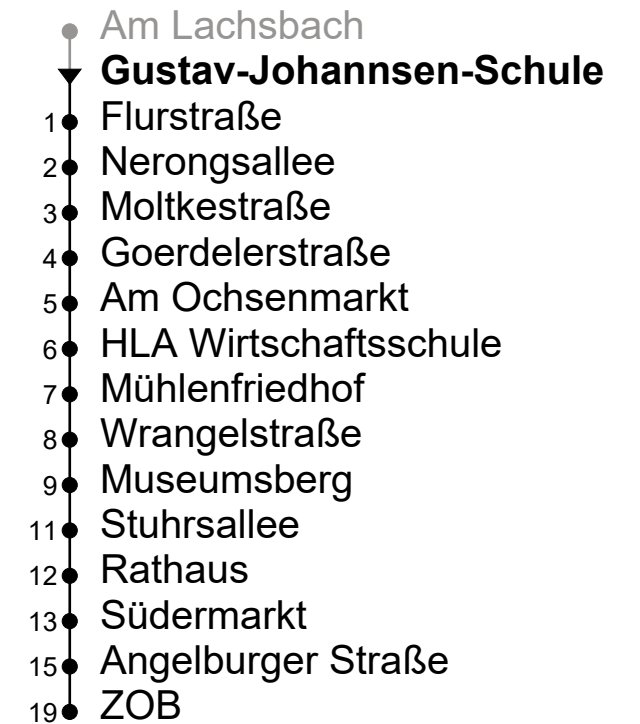 Am Lachsbach
Gustav-Johannsen-Schule
1 Flurstraße
2 Nerongsallee
3 Moltkestraße
4 Goerdelerstraße
5 Am Ochsenmarkt
6 HLA Wirtschaftsschule
7 Mühlenfriedhof
8 Wrangelstraße
9 Museumsberg
11 Stuhrsallee
12 Rathaus
13 Südermarkt
15 Angelburger Straße
19 ZOB